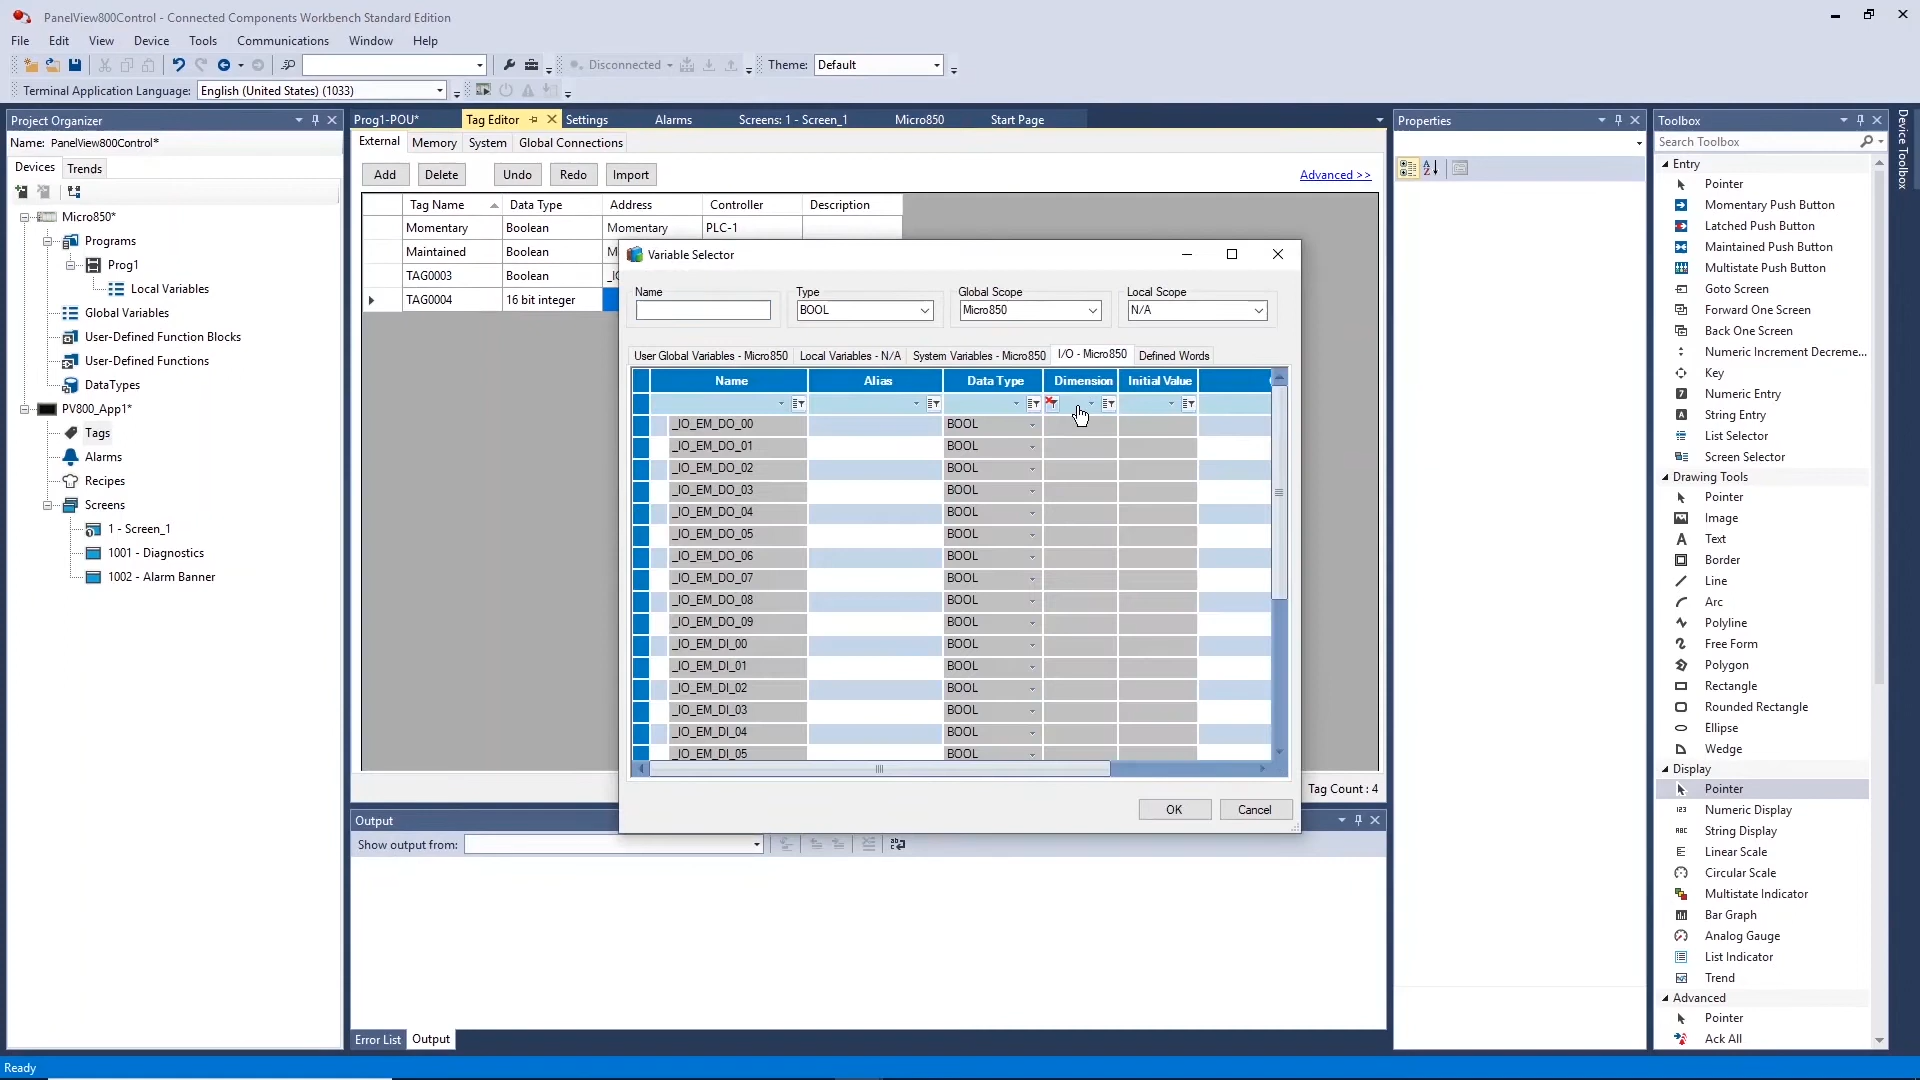 PanelView800Control - Connected Components Workbench Standard Edition
File Edit View Device Tools Communications Window Help
Disconnected Theme: Default
Terminal Application Language: English (United States) (1033)
Project Organizer
Name: PanelView800Control*
Devices Trends
Micro850*
Programs
Prog1
Local Variables
Global Variables
User-Defined Function Blocks
User-Defined Functions
DataTypes
PV800_App1*
Tags
Alarms
Recipes
Screens
1 - Screen_1
1001 - Diagnostics
1002 - Alarm Banner
Prog1-POU* Tag Editor Settings Alarms Screens: 1 - Screen_1 Micro850 Start Page
External Memory System Global Connections
Add Delete Undo Redo Import Advanced >>
Tag Name Data Type Address Controller Description
Momentary Boolean Momentary PLC-1
Maintained Boolean
TAG0003 Boolean
TAG0004 16 bit integer
Variable Selector
Name Type Global Scope Local Scope
BOOL Micro850 N/A
User Global Variables - Micro850 Local Variables - N/A System Variables - Micro850 I/O - Micro850 Defined Words
Name Alias Data Type Dimension Initial Value
_IO_EM_DO_00 BOOL
_IO_EM_DO_01 BOOL
_IO_EM_DO_02 BOOL
_IO_EM_DO_03 BOOL
_IO_EM_DO_04 BOOL
_IO_EM_DO_05 BOOL
_IO_EM_DO_06 BOOL
_IO_EM_DO_07 BOOL
_IO_EM_DO_08 BOOL
_IO_EM_DO_09 BOOL
_IO_EM_DI_00 BOOL
_IO_EM_DI_01 BOOL
_IO_EM_DI_02 BOOL
_IO_EM_DI_03 BOOL
_IO_EM_DI_04 BOOL
_IO_EM_DI_05 BOOL
OK Cancel
Tag Count : 4
Output
Show output from:
Error List Output
Properties
Toolbox
Search Toolbox
Entry
Pointer
Momentary Push Button
Latched Push Button
Maintained Push Button
Multistate Push Button
Goto Screen
Forward One Screen
Back One Screen
Numeric Increment Decreme...
Key
Numeric Entry
String Entry
List Selector
Screen Selector
Drawing Tools
Pointer
Image
Text
Border
Line
Arc
Polyline
Free Form
Polygon
Rectangle
Rounded Rectangle
Ellipse
Wedge
Display
Pointer
Numeric Display
String Display
Linear Scale
Circular Scale
Multistate Indicator
Bar Graph
Analog Gauge
List Indicator
Trend
Advanced
Pointer
Ack All
Device Toolbox
Ready